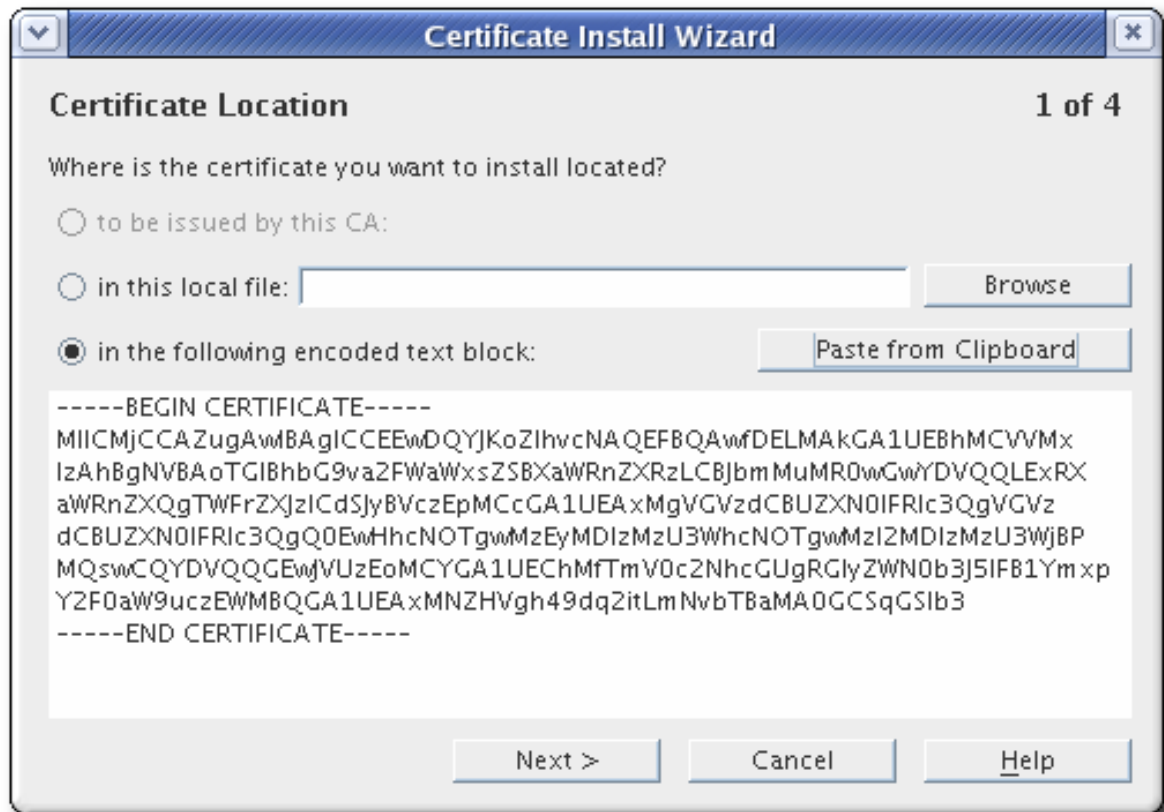 Certificate Install Wizard
Certificate Location 1 of 4
Where is the certificate you want to install located?
to be issued by this CA:
in this local file: Browse
in the following encoded text block: Paste from Clipboard
-----BEGIN CERTIFICATE-----
MIICMjCCAZugAwIBAgICCEEwDQYJKoZIhvcNAQEFBQAwfDELMAkGA1UEBhMCVVMx
IzAhBgNVBAoTGlBhbG9va2FWaWxsZSBXaWRnZXRzLCBJbmMuMR0wGwYDVQQLExRX
aWRnZXQgTWFrZXJzICdSJyBVczEpMCcGA1UEAxMgVGVzdCBUZXN0IFRlc3QgVGVz
dCBUZXN0IFRlc3QgQ0EwHhcNOTgwMzEyMDIzMzU3WhcNOTgwMzI2MDIzMzU3WjBP
MQswCQYDVQQGEwJVUzEoMCYGA1UEChMfTmV0c2NhcGUgRGlyZWN0b3J5IFB1Ymxp
Y2F0aW9uczEWMBQGA1UEAxMNZHVgh49dq2itLmNvbTBaMA0GCSqGSIb3
-----END CERTIFICATE-----
Next > Cancel Help